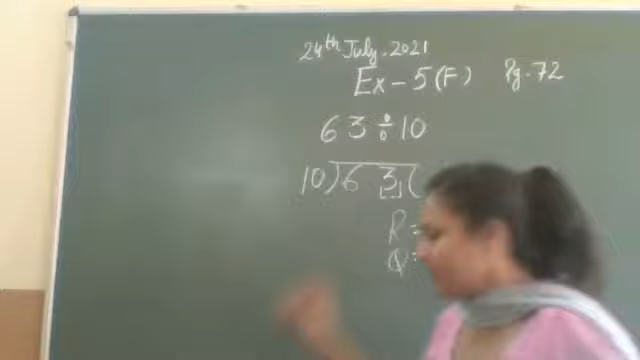 24th July. 2021
Ex - 5 (F) Pg. 72
63 ÷ 10
10) 6 3 (
R =
Q =